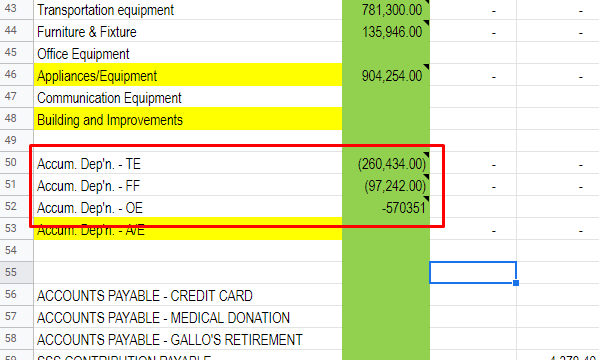 43 Transportation equipment 781,300.00 - -
44 Furniture & Fixture 135,946.00 - -
45 Office Equipment
46 Appliances/Equipment 904,254.00 - -
47 Communication Equipment
48 Building and Improvements
49
50 Accum. Dep'n. - TE (260,434.00) - -
51 Accum. Dep'n. - FF (97,242.00) - -
52 Accum. Dep'n. - OE -570351 - -
53 Accum. Dep'n. - A/E - -
54
55
56 ACCOUNTS PAYABLE - CREDIT CARD
57 ACCOUNTS PAYABLE - MEDICAL DONATION
58 ACCOUNTS PAYABLE - GALLO'S RETIREMENT
59 SSS CONTRIBUTION PAYABLE